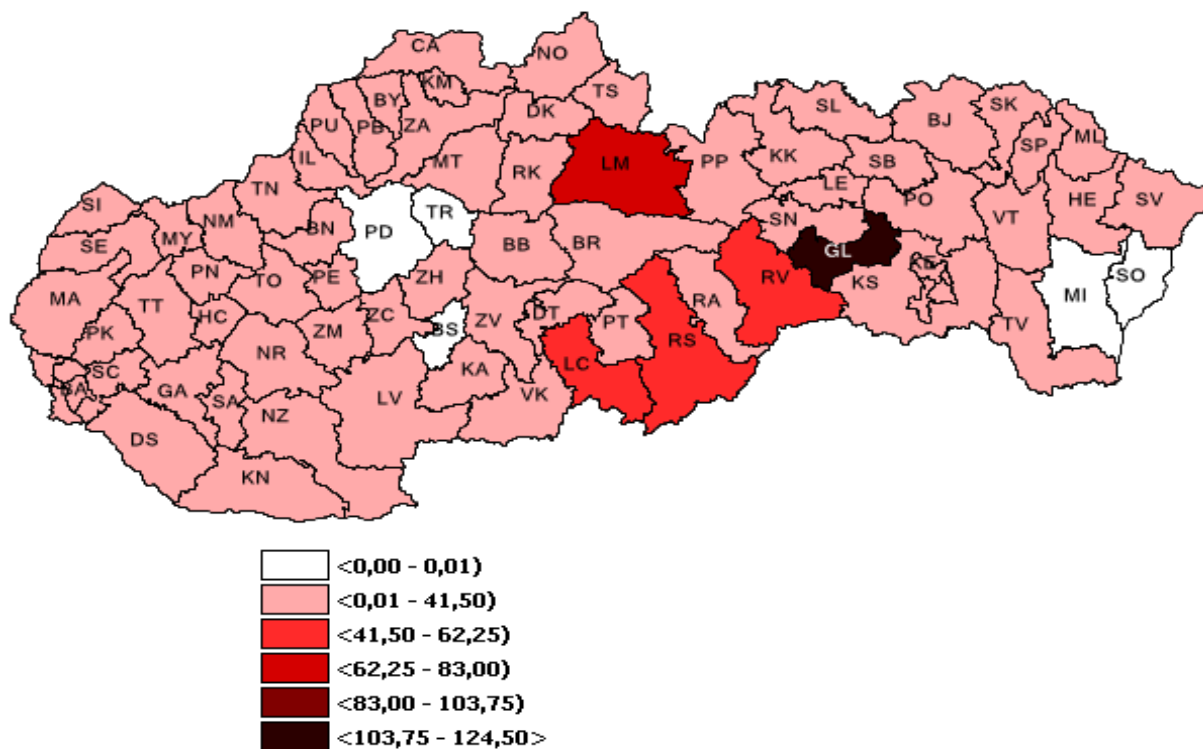 CA
NO
KM
TS
BY
DK
PU
PB
ZA
SL
BJ
SK
ML
SP
IL
MT
RK
LM
PP
KK
SB
TN
LE
SI
NM
BN
PD
TR
SN
PO
VT
HE
SV
SE
MY
BB
BR
GL
PN
TO
PE
ZH
RV
KS
KE
MI
SO
MA
TT
HC
ZC
BS
ZV
DT
PT
RA
TV
PK
ZM
NR
RS
SC
LC
KA
BA
GA
SA
LV
VK
NZ
DS
KN
<0,00 - 0,01)
<0,01 - 41,50)
<41,50 - 62,25)
<62,25 - 83,00)
<83,00 - 103,75)
<103,75 - 124,50>